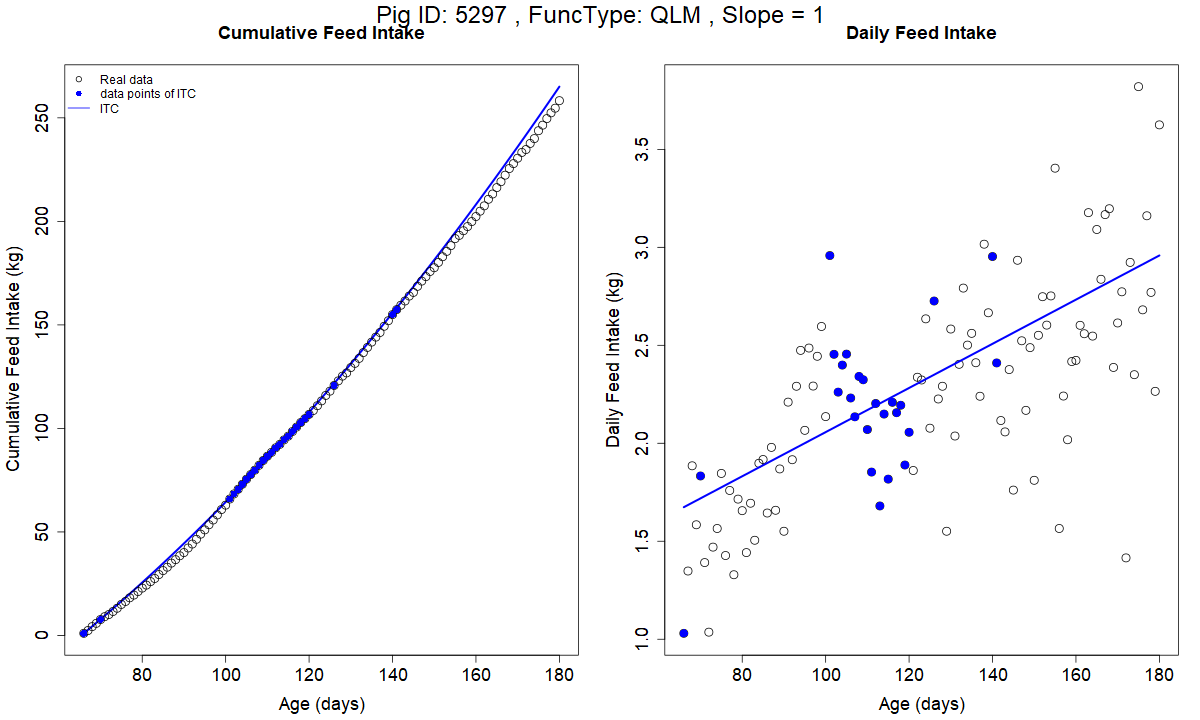 Pig ID: 5297 , FuncType: QLM , Slope = 1
Cumulative Feed Intake
Real data
data points of ITC
ITC
0
50
100
150
200
250
Cumulative Feed Intake (kg)
80 100 120 140 160 180
Age (days)
Daily Feed Intake
1.0
1.5
2.0
2.5
3.0
3.5
Daily Feed Intake (kg)
80 100 120 140 160 180
Age (days)